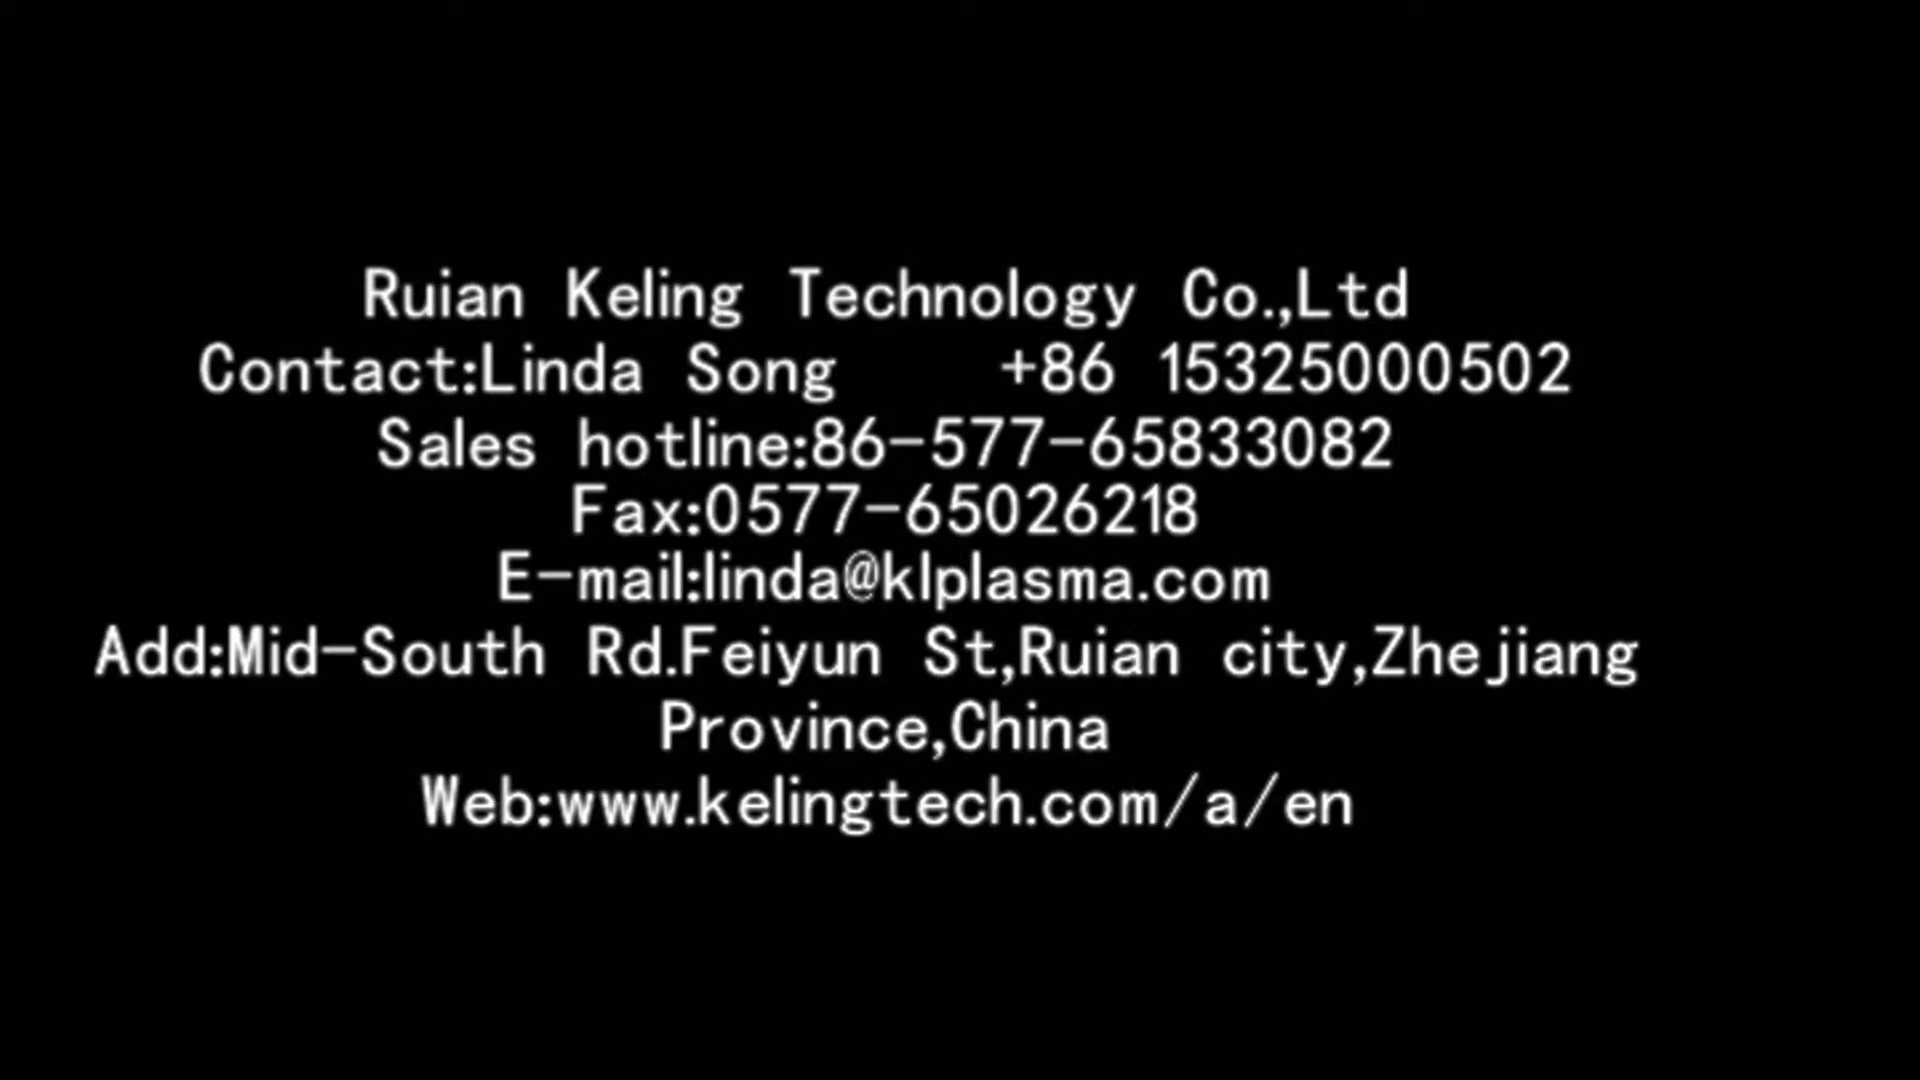 Ruian Keling Technology Co.,Ltd
Contact:Linda Song +86 15325000502
Sales hotline:86-577-65833082
Fax:0577-65026218
E-mail:linda@klplasma.com
Add:Mid-South Rd.Feiyun St,Ruian city,Zhejiang
Province,China
Web:www.kelingtech.com/a/en